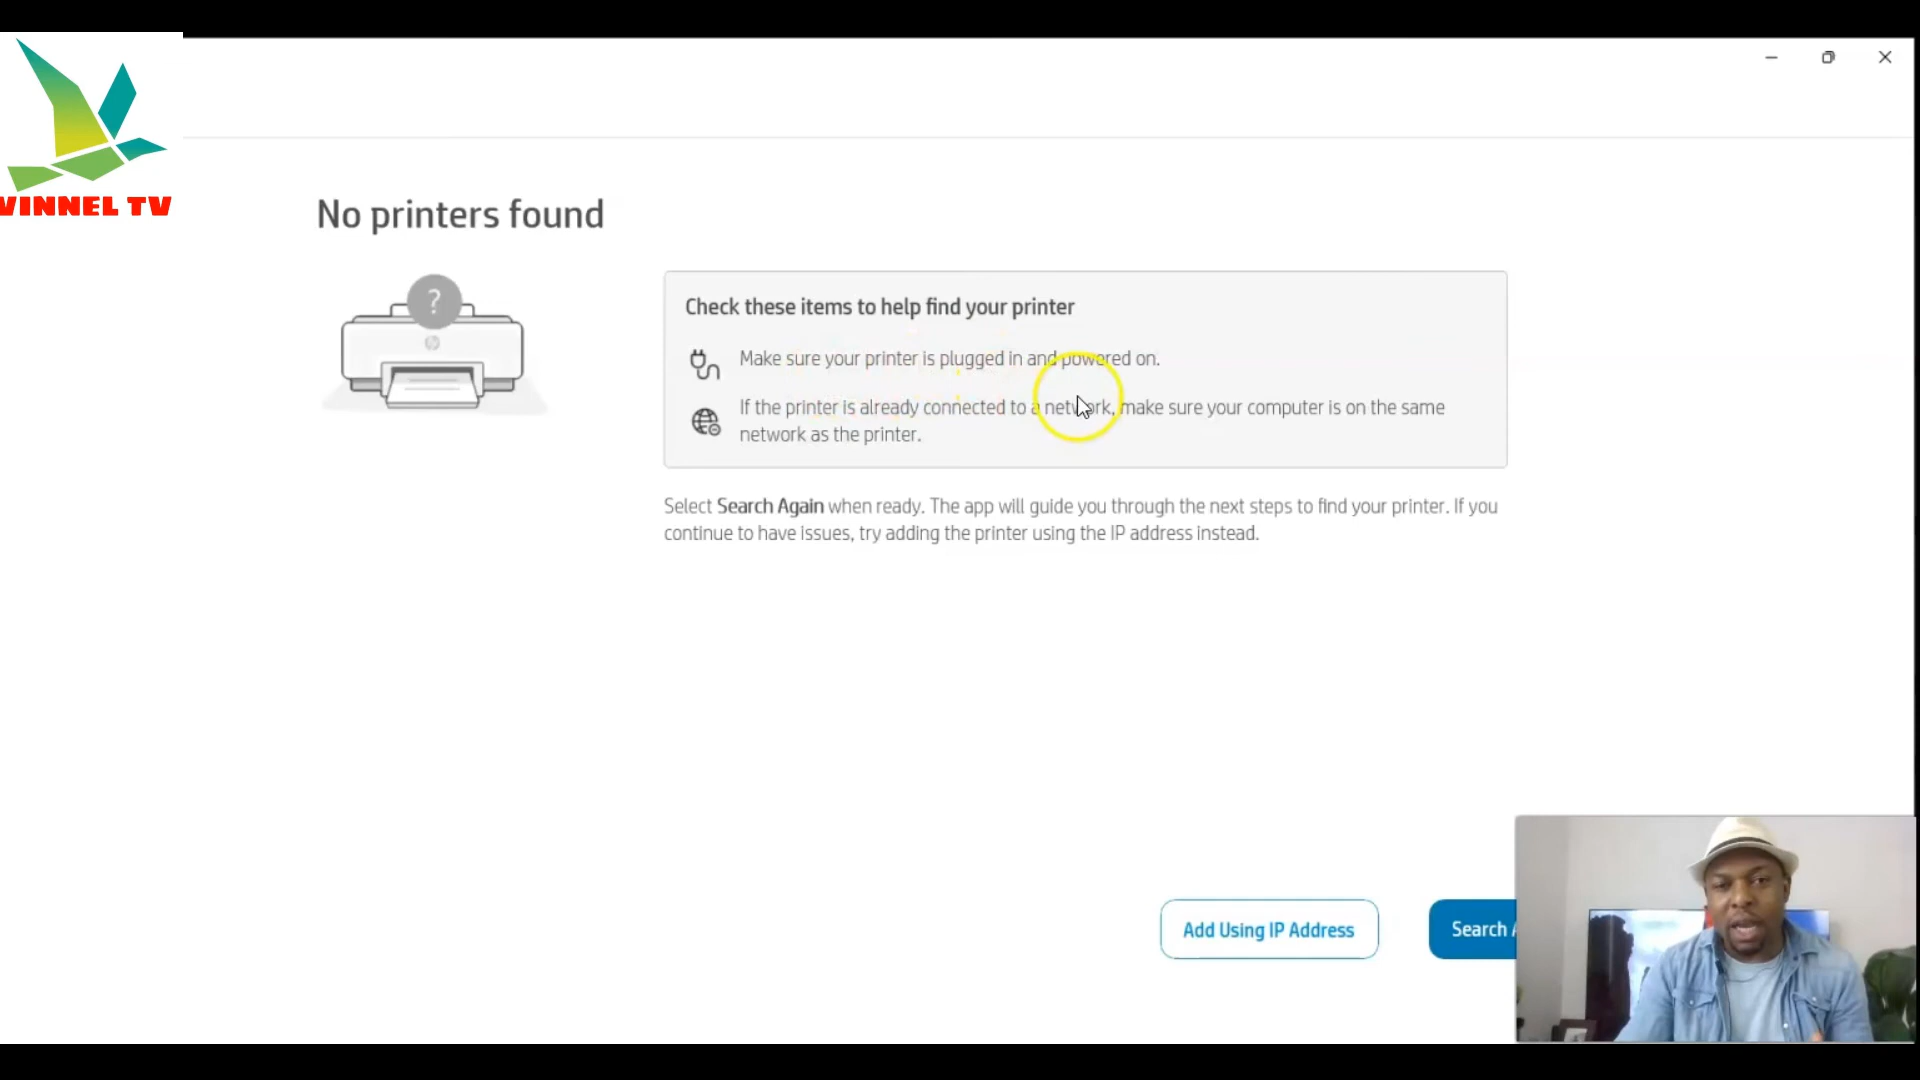 VINNEL TV
No printers found
?
hp
Check these items to help find your printer
Make sure your printer is plugged in and powered on.
If the printer is already connected to a network, make sure your computer is on the same
network as the printer.
Select Search Again when ready. The app will guide you through the next steps to find your printer. If you
continue to have issues, try adding the printer using the IP address instead.
Add Using IP Address
Search